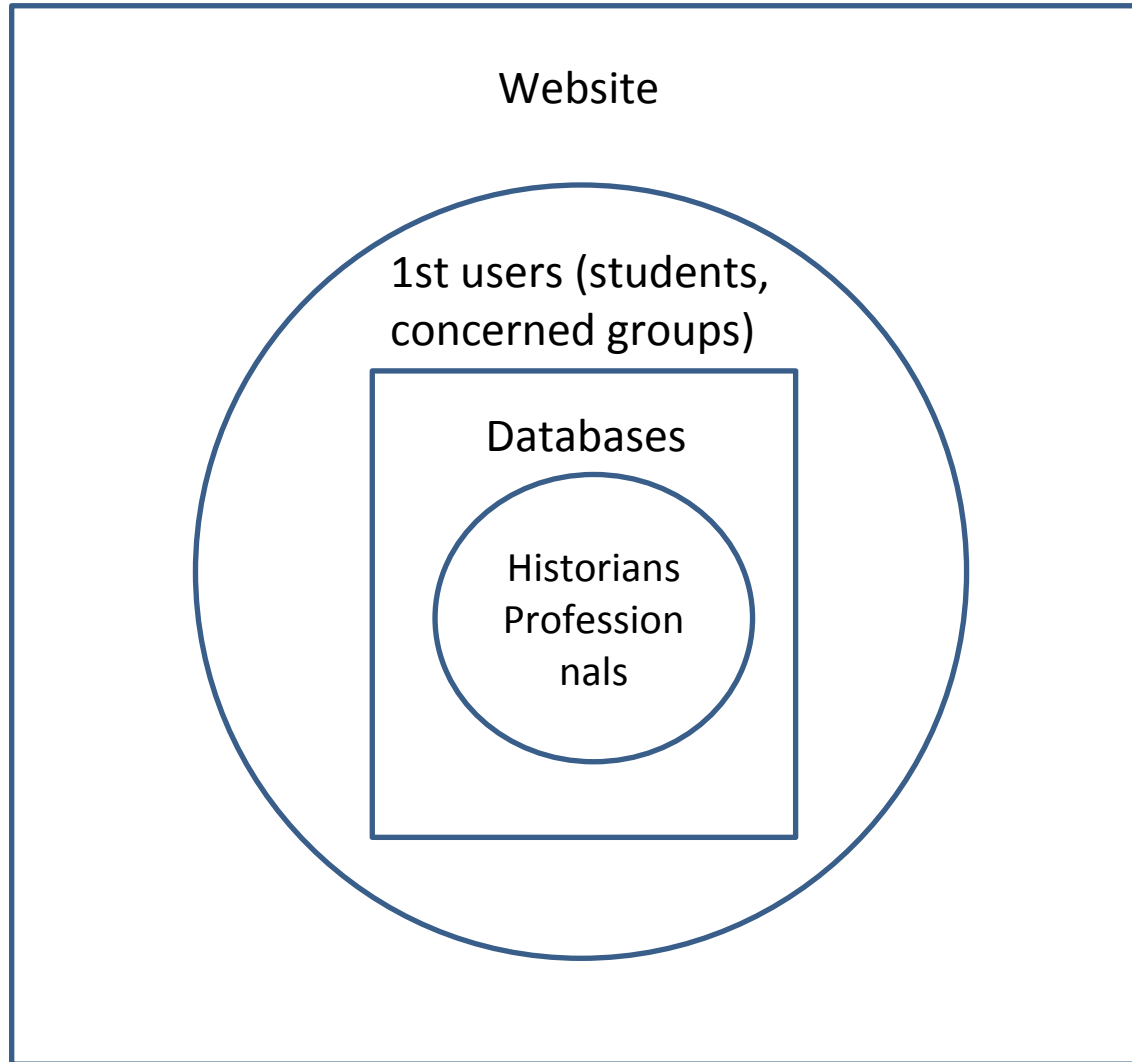 Website
1st users (students,
concerned groups)
Databases
Historians
Profession
nals